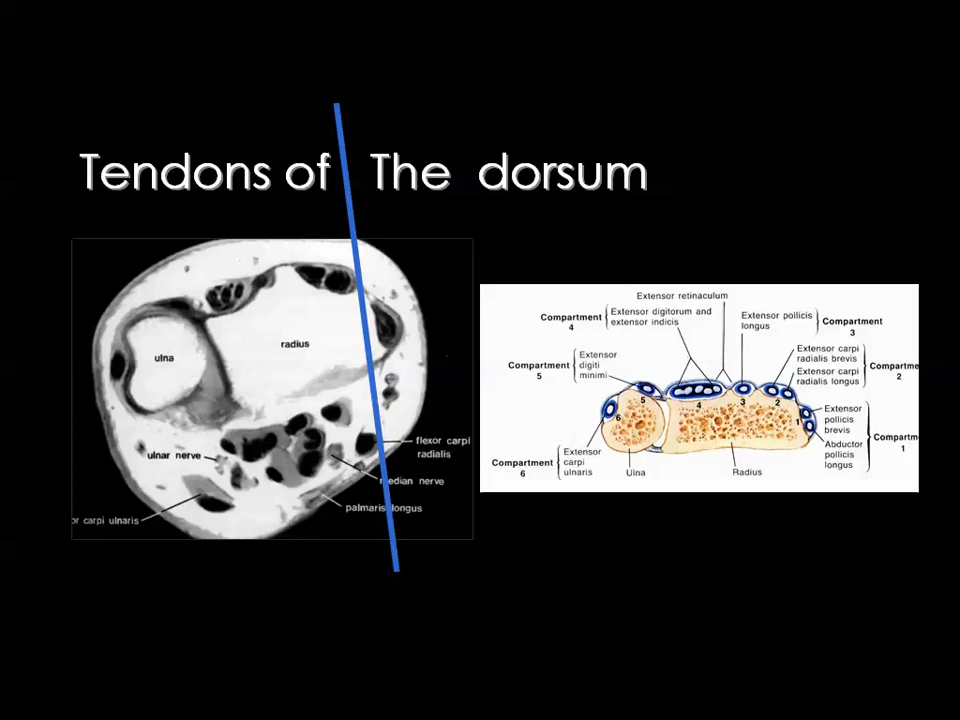 Tendons of The dorsum
ulna
radius
ulnar nerve
flexor carpi
radialis
median nerve
palmaris longus
or carpi ulnaris
Extensor retinaculum
Compartment
4
Extensor digitorum and
extensor indicis
Extensor pollicis
longus
Compartment
3
Compartment
5
Extensor
digiti
minimi
Extensor carpi
radialis brevis
Extensor carpi
radialis longus
Compartme
2
6
5
4
3
2
1
Extensor
pollicis
brevis
Abductor
pollicis
longus
Compartm
1
Compartment
6
Extensor
carpi
ulnaris
Ulna
Radius